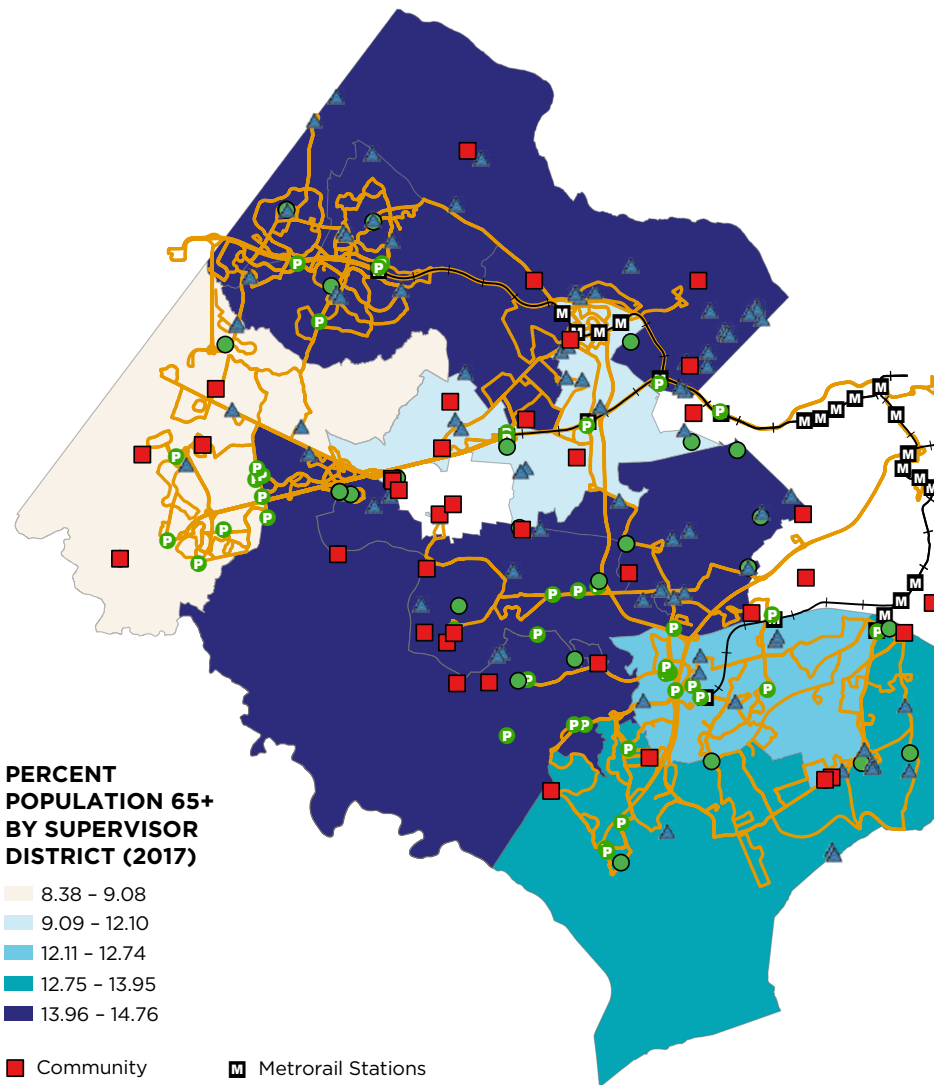 PERCENT
POPULATION 65+
BY SUPERVISOR
DISTRICT (2017)
8.38 – 9.08
9.09 – 12.10
12.11 – 12.74
12.75 – 13.95
13.96 – 14.76
Community
M Metrorail Stations